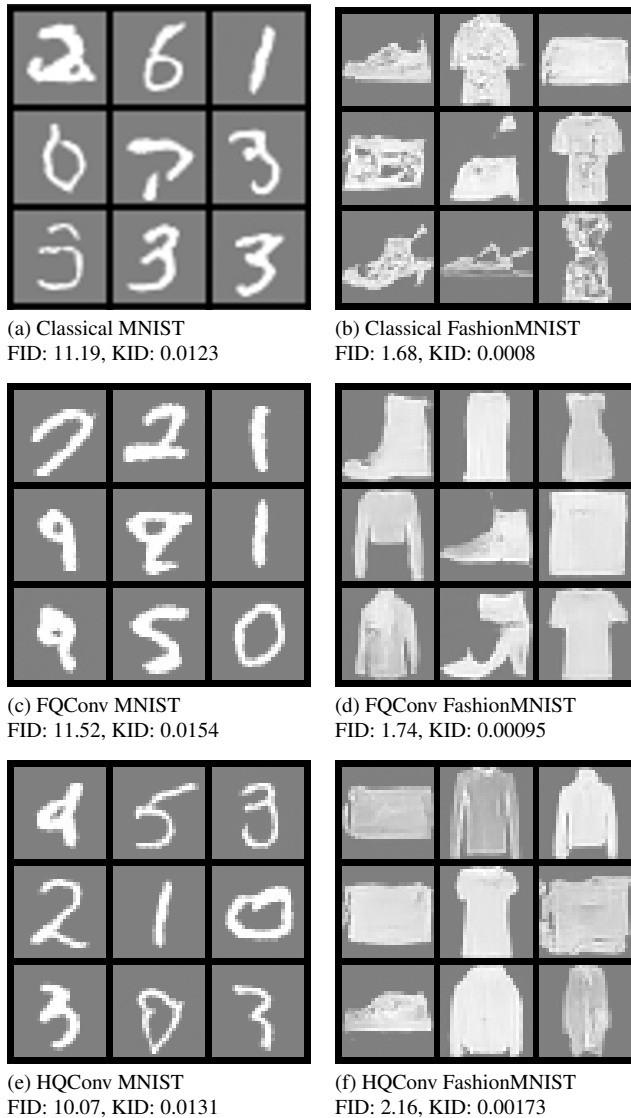 (a) Classical MNIST
FID: 11.19, KID: 0.0123
(b) Classical FashionMNIST
FID: 1.68, KID: 0.0008
(c) FQConv MNIST
FID: 11.52, KID: 0.0154
(d) FQConv FashionMNIST
FID: 1.74, KID: 0.00095
(e) HQConv MNIST
FID: 10.07, KID: 0.0131
(f) HQConv FashionMNIST
FID: 2.16, KID: 0.00173